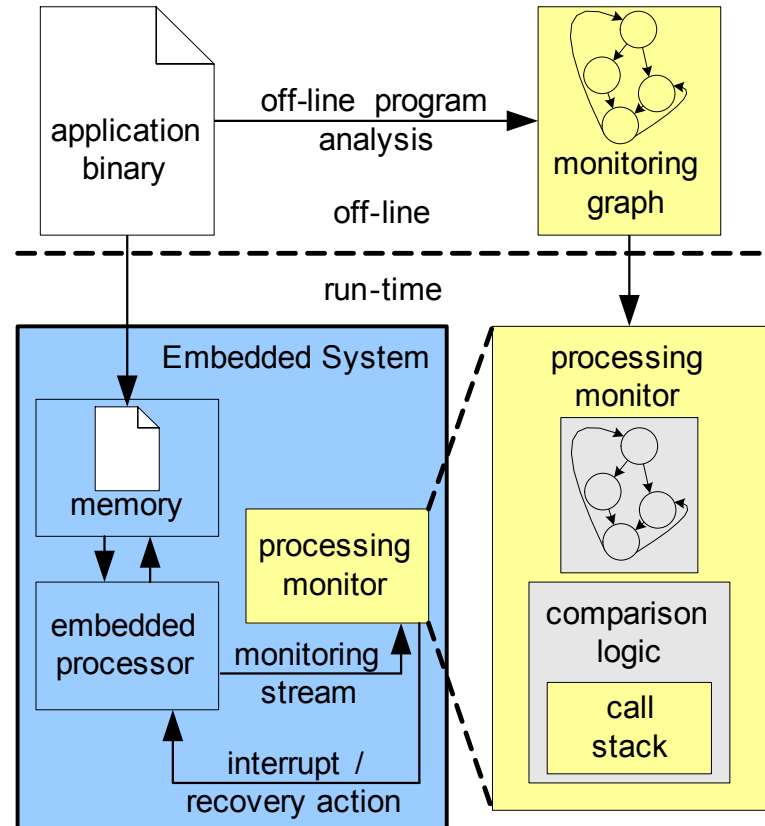 application
binary
off-line program
analysis
monitoring
graph
off-line
run-time
Embedded System
memory
embedded
processor
processing
monitor
monitoring
stream
interrupt /
recovery action
processing
monitor
comparison
logic
call
stack